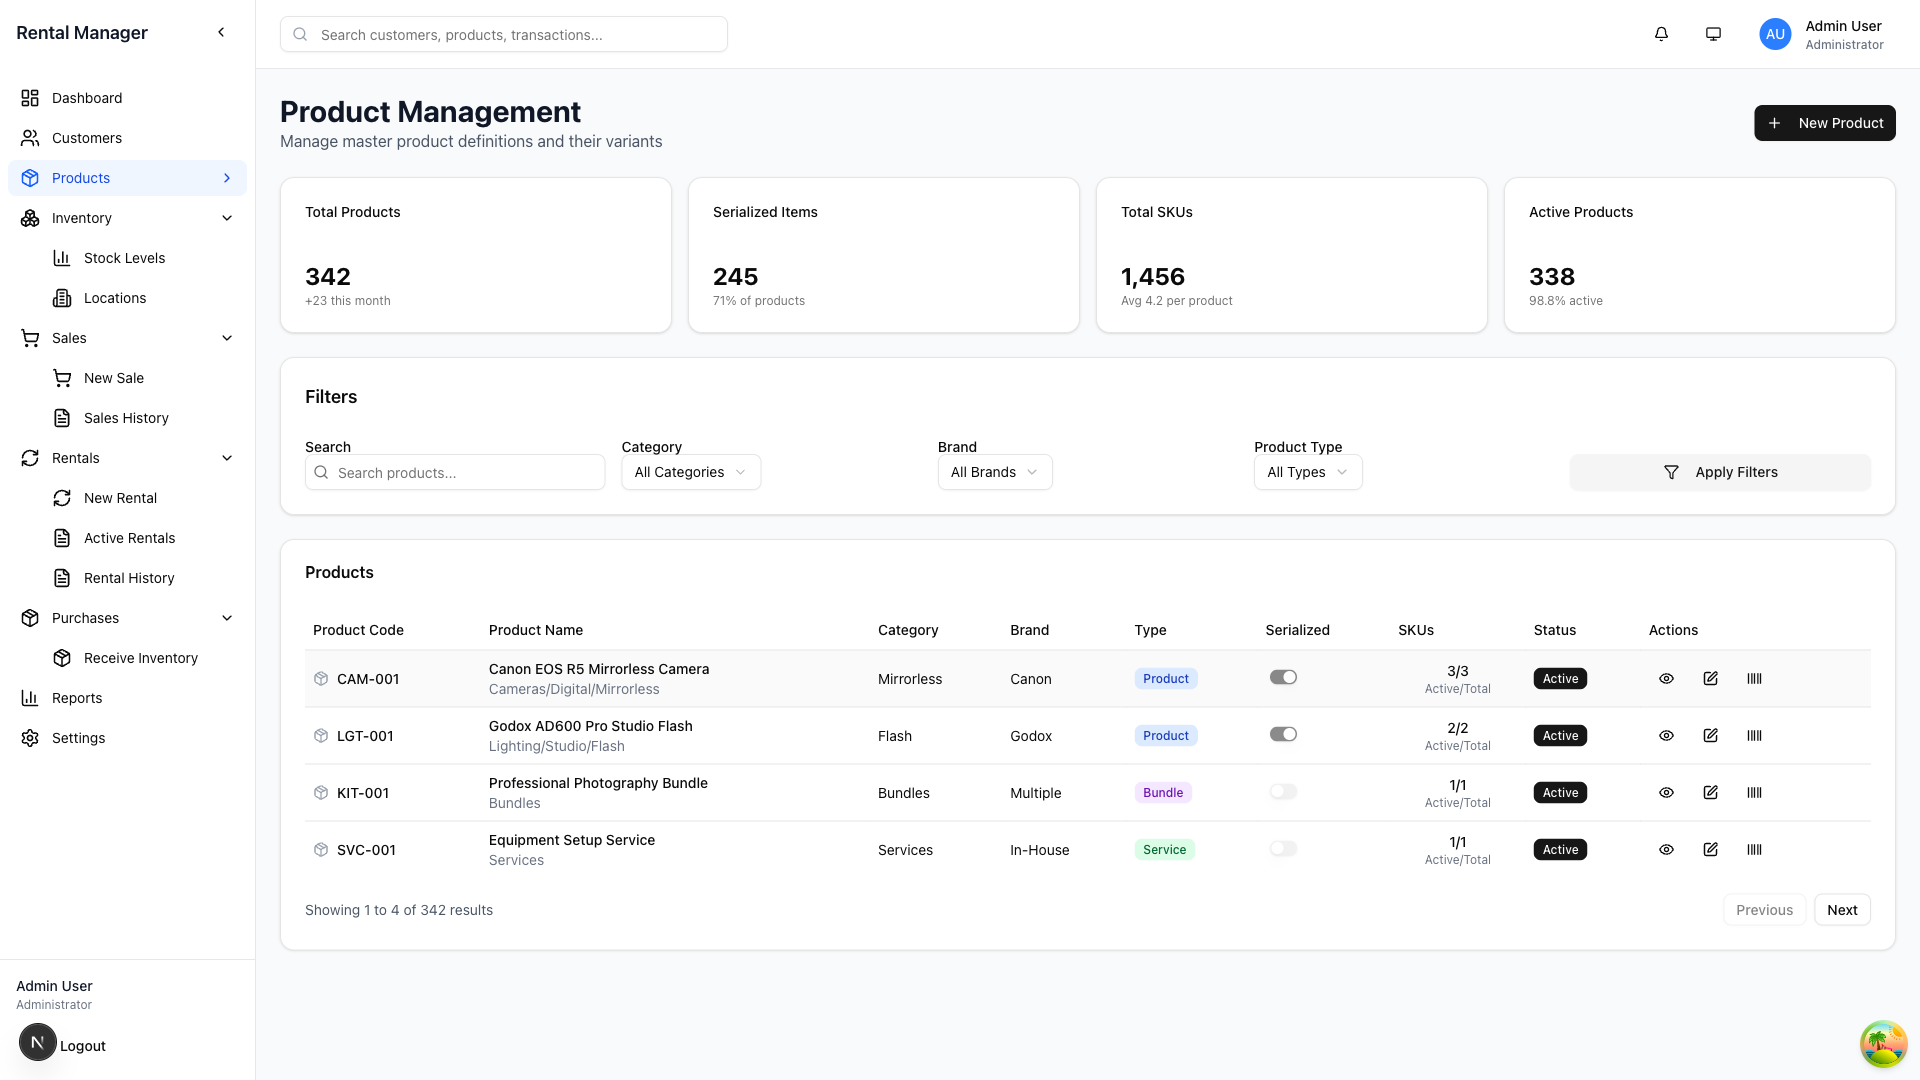 Rental Manager
Search customers, products, transactions...
AU
Admin User
Administrator
Dashboard
Customers
Products
Inventory
Stock Levels
Locations
Sales
New Sale
Sales History
Rentals
New Rental
Active Rentals
Rental History
Purchases
Receive Inventory
Reports
Settings
Admin User
Administrator
N
Logout
Product Management
Manage master product definitions and their variants
New Product
Total Products
342
+23 this month
Serialized Items
245
71% of products
Total SKUs
1,456
Avg 4.2 per product
Active Products
338
98.8% active
Filters
Search
Search products...
Category
All Categories
Brand
All Brands
Product Type
All Types
Apply Filters
Products
Product Code Product Name Category Brand Type Serialized SKUs Status Actions
CAM-001 Canon EOS R5 Mirrorless Camera Mirrorless Canon Product 3/3 Active
Cameras/Digital/Mirrorless Active/Total
LGT-001 Godox AD600 Pro Studio Flash Flash Godox Product 2/2 Active
Lighting/Studio/Flash Active/Total
KIT-001 Professional Photography Bundle Bundles Multiple Bundle 1/1 Active
Bundles Active/Total
SVC-001 Equipment Setup Service Services In-House Service 1/1 Active
Services Active/Total
Showing 1 to 4 of 342 results
Previous
Next